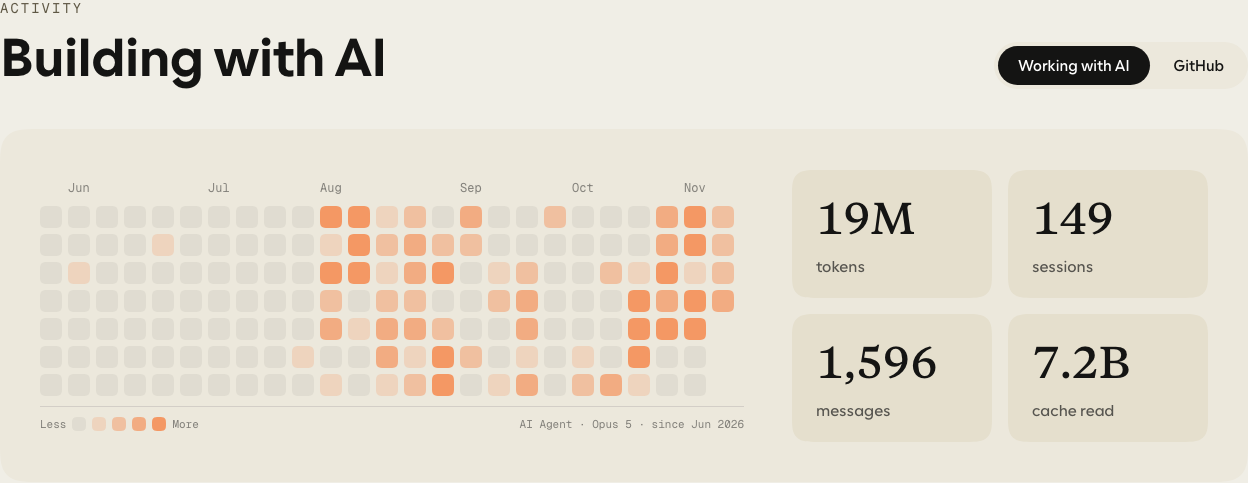 ACTIVITY
Building with AI
Working with AI
GitHub
Jun Jul Aug Sep Oct Nov
Less More
AI Agent · Opus 5 · since Jun 2026
19M
tokens
149
sessions
1,596
messages
7.2B
cache read